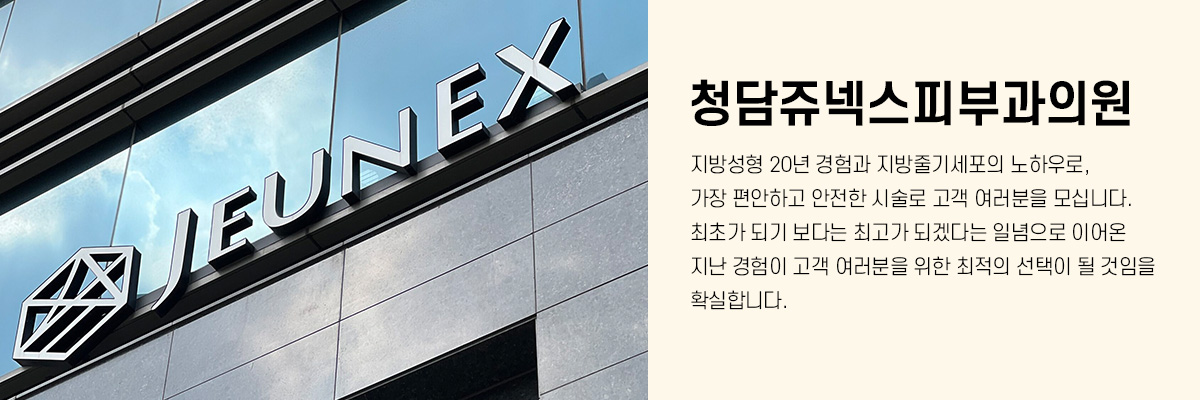 JEUNEX
청담쥬넥스피부과의원
지방성형 20년 경험과 지방줄기세포의 노하우로,
가장 편안하고 안전한 시술로 고객 여러분을 모십니다.
최초가 되기 보다는 최고가 되겠다는 일념으로 이어온
지난 경험이 고객 여러분을 위한 최적의 선택이 될 것임을
확실합니다.